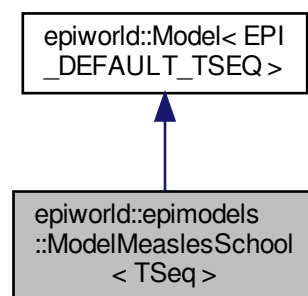 epiworld::Model< EPI
_DEFAULT_TSEQ >
epiworld::epimodels
::ModelMeaslesSchool
< TSeq >